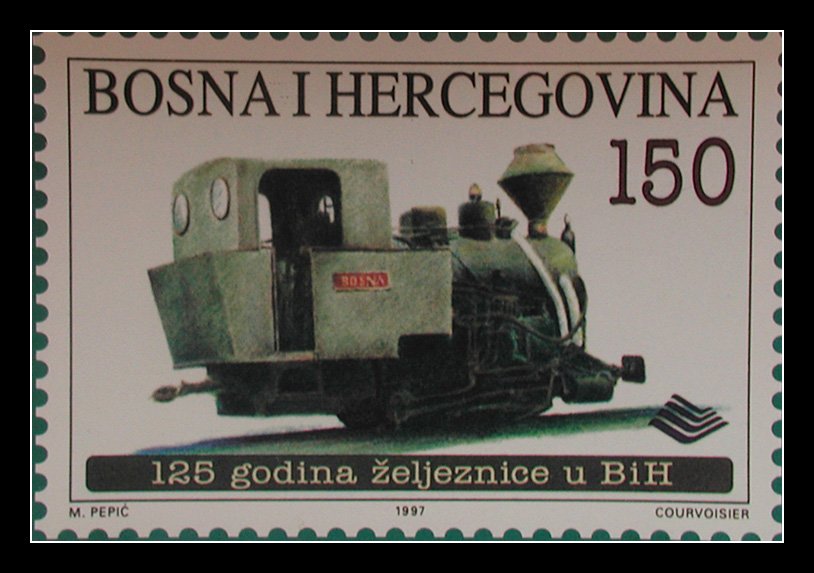 BOSNA I HERCEGOVINA
150
BOSNA
125 godina željeznice u BiH
M. PEPIĆ 1997 COURVOISIER